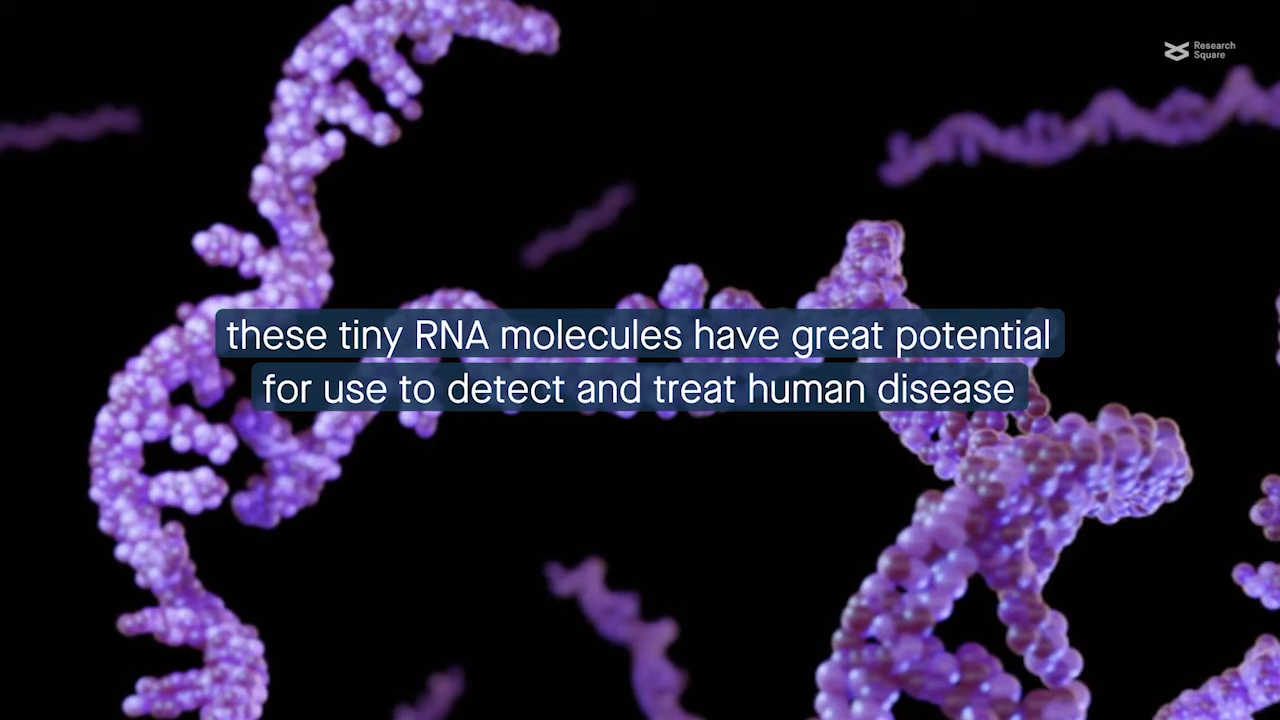 Research
Square
these tiny RNA molecules have great potential
for use to detect and treat human disease